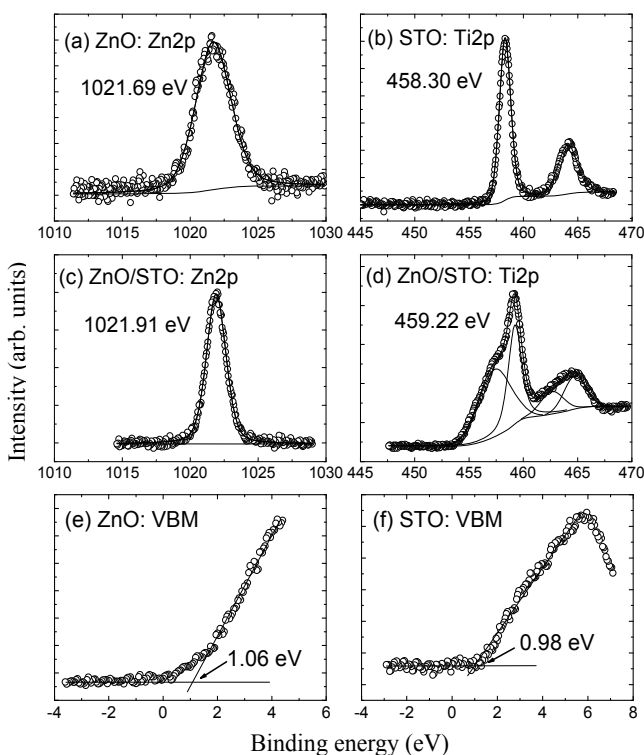 (a) ZnO: Zn2p
1021.69 eV
1010 1015 1020 1025 1030
(b) STO: Ti2p
458.30 eV
445 450 455 460 465 470
(c) ZnO/STO: Zn2p
1021.91 eV
1010 1015 1020 1025 1030
(d) ZnO/STO: Ti2p
459.22 eV
445 450 455 460 465 470
(e) ZnO: VBM
1.06 eV
-4 -2 0 2 4 6
(f) STO: VBM
0.98 eV
-4 -2 0 2 4 6 8
Intensity (arb. units)
Binding energy (eV)